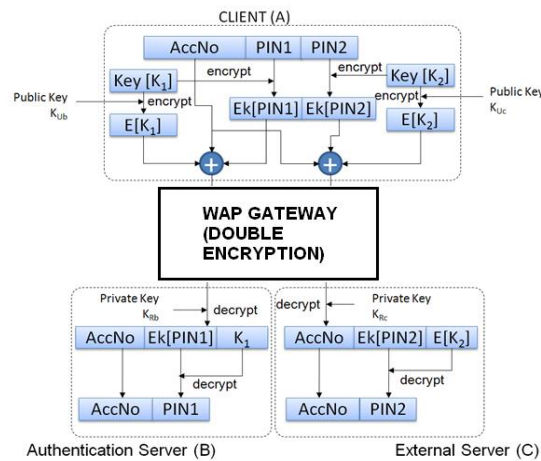 CLIENT (A)
AccNo PIN1 PIN2
Key [K1] encrypt encrypt Key [K2]
Public Key
KUb
encrypt
encrypt
Public Key
KUc
E[K1]
Ek[PIN1] Ek[PIN2]
E[K2]
+ +
WAP GATEWAY
(DOUBLE
ENCRYPTION)
Private Key
KRb
decrypt
decrypt
Private Key
KRc
AccNo Ek[PIN1] K1
AccNo Ek[PIN2] E[K2]
decrypt
decrypt
AccNo PIN1
AccNo PIN2
Authentication Server (B)
External Server (C)